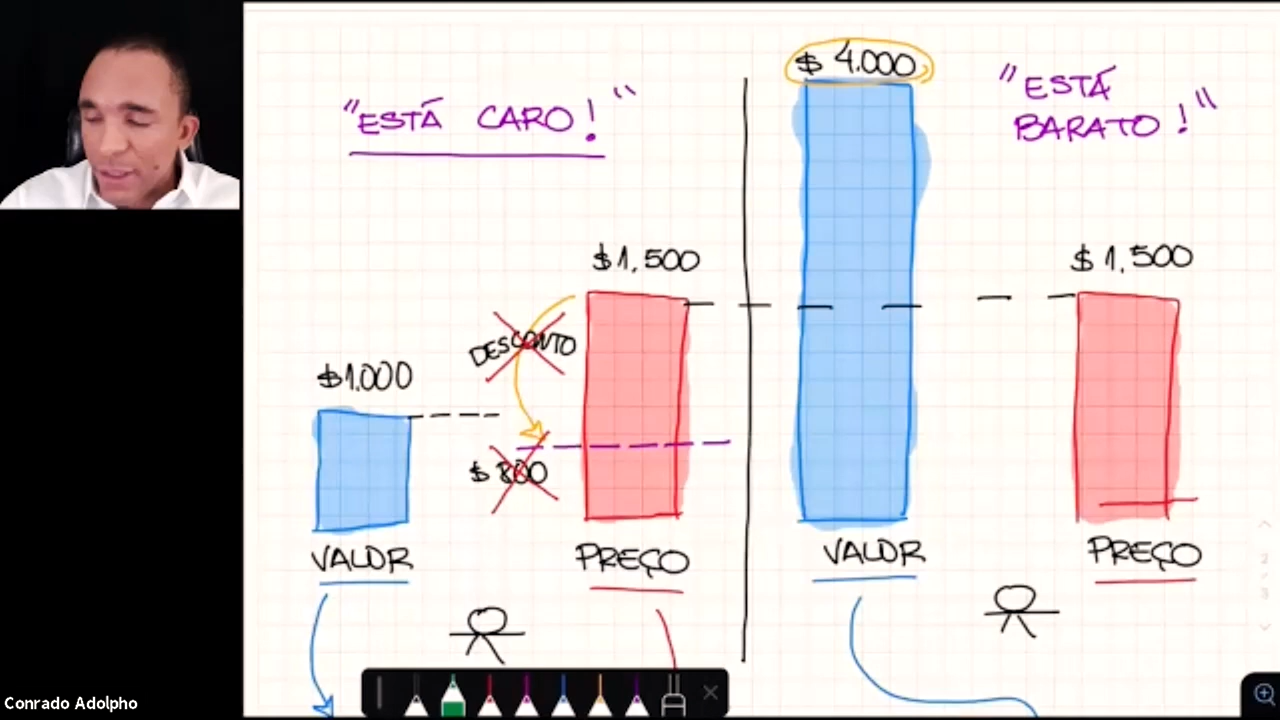 "ESTÁ CARO!"
$1.000
VALOR
DESCONTO
$ 800
$1.500
PREÇO
$ 4.000
VALOR
"ESTÁ
BARATO!"
$ 1.500
PREÇO
Conrado Adolpho